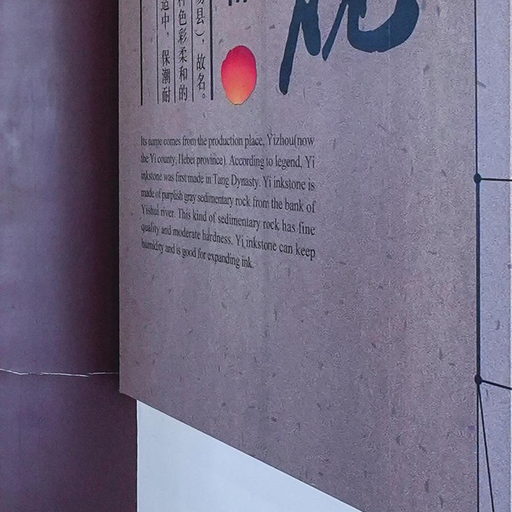 易县），故名。
种色彩柔和的
中，保潮耐
Its name comes from the production place, Yizhou(now
the Yi county, Hebei province). According to legend, Yi
inkstone was first made in Tang Dynasty. Yi inkstone is
made of purplish gray sedimentary rock from the bank of
Yishui river. This kind of sedimentary rock has fine
quality and moderate hardness. Yi inkstone can keep
humidity and is good for expanding ink.